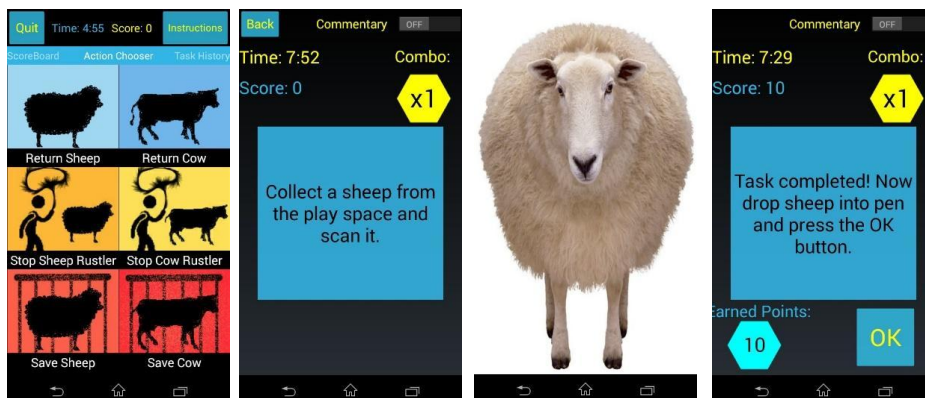 Quit Time: 4:55 Score: 0 Instructions
ScoreBoard Action Chooser Task History
Return Sheep Return Cow
Stop Sheep Rustler Stop Cow Rustler
Save Sheep Save Cow
Back Commentary OFF
Time: 7:52 Combo:
Score: 0
x1
Collect a sheep from
the play space and
scan it.
Commentary OFF
Time: 7:29 Combo:
Score: 10
x1
Task completed! Now
drop sheep into pen
and press the OK
button.
Earned Points:
10
OK